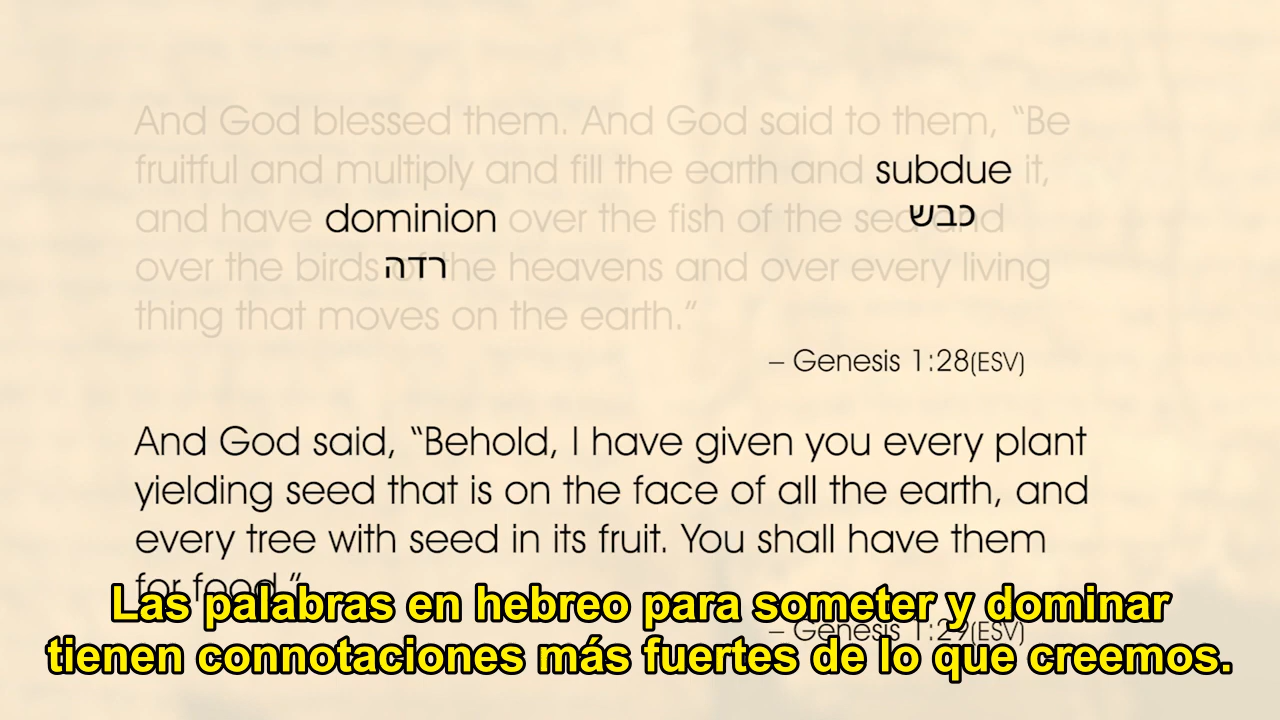 And God blessed them. And God said to them, “Be
fruitful and multiply and fill the earth and subdue it,
כבש
and have dominion over the fish of the sea and
רדה
over the birds of the heavens and over every living
thing that moves on the earth.”
– Genesis 1:28(ESV)
And God said, “Behold, I have given you every plant
yielding seed that is on the face of all the earth, and
every tree with seed in its fruit. You shall have them
for food.”
– Genesis 1:29(ESV)
Las palabras en hebreo para someter y dominar
tienen connotaciones más fuertes de lo que creemos.